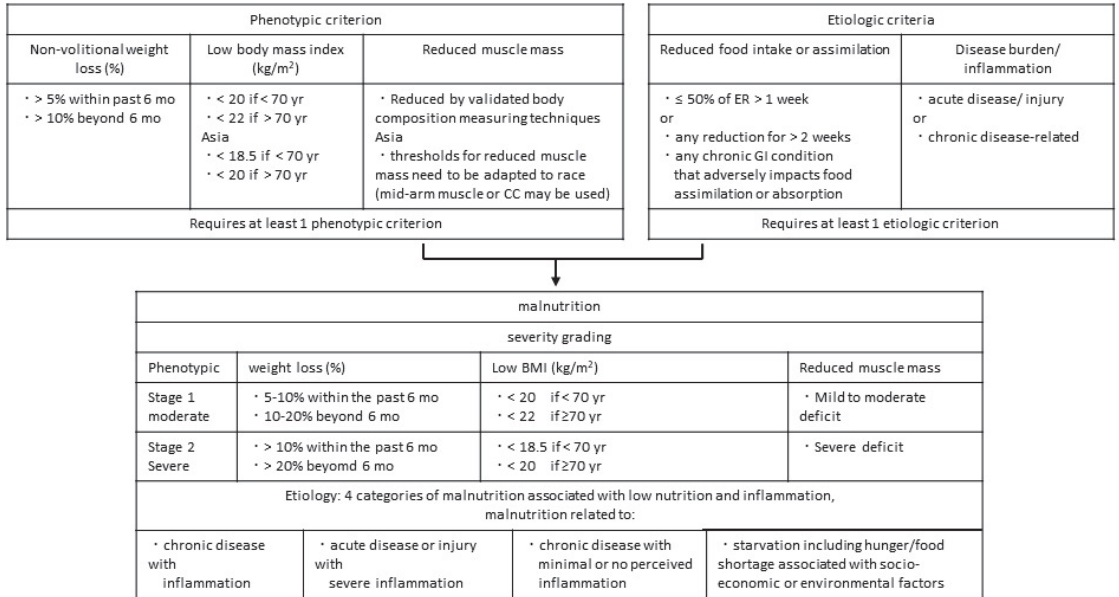 Phenotypic criterion
Non-volitional weight
loss (%)
Low body mass index
(kg/m²)
Reduced muscle mass
・> 5% within past 6 mo
・> 10% beyond 6 mo
・< 20 if < 70 yr
・< 22 if > 70 yr
Asia
・< 18.5 if < 70 yr
・< 20 if > 70 yr
・Reduced by validated body
composition measuring techniques
Asia
・thresholds for reduced muscle
mass need to be adapted to race
(mid-arm muscle or CC may be used)
Requires at least 1 phenotypic criterion
Etiologic criteria
Reduced food intake or assimilation
Disease burden/
inflammation
・≤ 50% of ER > 1 week
or
・any reduction for > 2 weeks
・any chronic GI condition
that adversely impacts food
assimilation or absorption
・acute disease/ injury
or
・chronic disease-related
Requires at least 1 etiologic criterion
malnutrition
severity grading
Phenotypic
weight loss (%)
Low BMI (kg/m²)
Reduced muscle mass
Stage 1
moderate
・5-10% within the past 6 mo
・10-20% beyond 6 mo
・< 20 if < 70 yr
・< 22 if ≥70 yr
・Mild to moderate
deficit
Stage 2
Severe
・> 10% within the past 6 mo
・> 20% beyomd 6 mo
・< 18.5 if < 70 yr
・< 20 if ≥70 yr
・Severe deficit
Etiology: 4 categories of malnutrition associated with low nutrition and inflammation,
malnutrition related to:
・chronic disease
with
inflammation
・acute disease or injury
with
severe inflammation
・chronic disease with
minimal or no perceived
inflammation
・starvation including hunger/food
shortage associated with socio-
economic or environmental factors